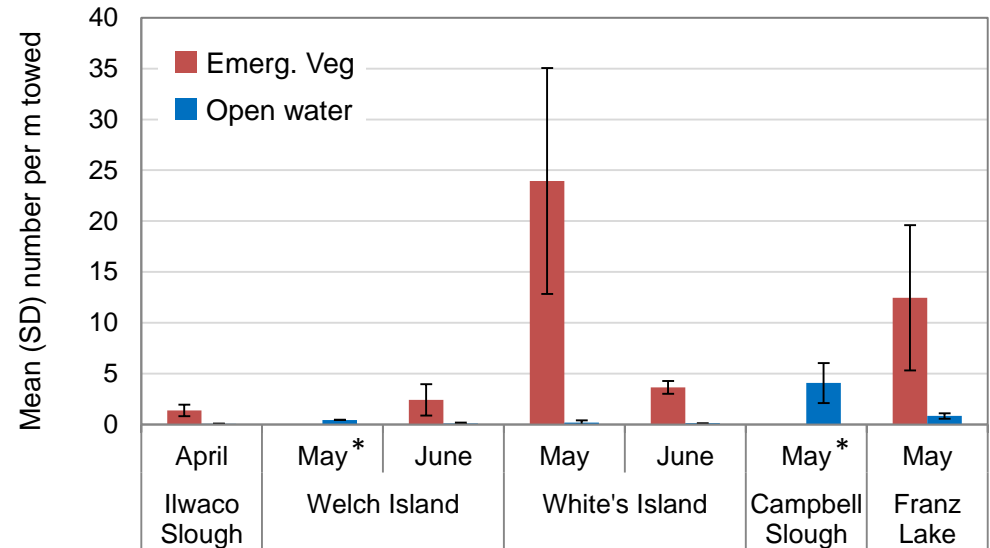 Mean (SD) number per m towed
40
35
30
25
20
15
10
5
0
Emerg. Veg
Open water
April
May*
June
May
June
May*
May
Ilwaco
Slough
Welch Island
White's Island
Campbell
Slough
Franz
Lake